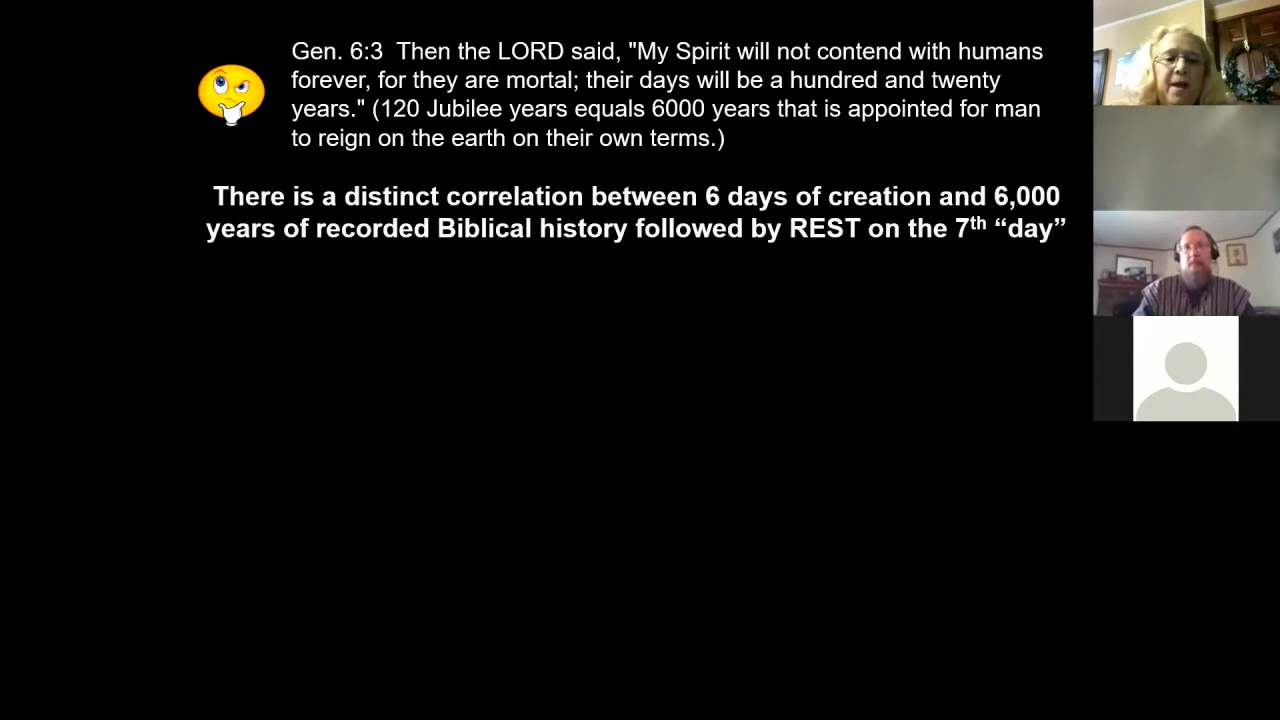 Gen. 6:3  Then the LORD said, "My Spirit will not contend with humans
forever, for they are mortal; their days will be a hundred and twenty
years." (120 Jubilee years equals 6000 years that is appointed for man
to reign on the earth on their own terms.)
There is a distinct correlation between 6 days of creation and 6,000
years of recorded Biblical history followed by REST on the 7th “day”